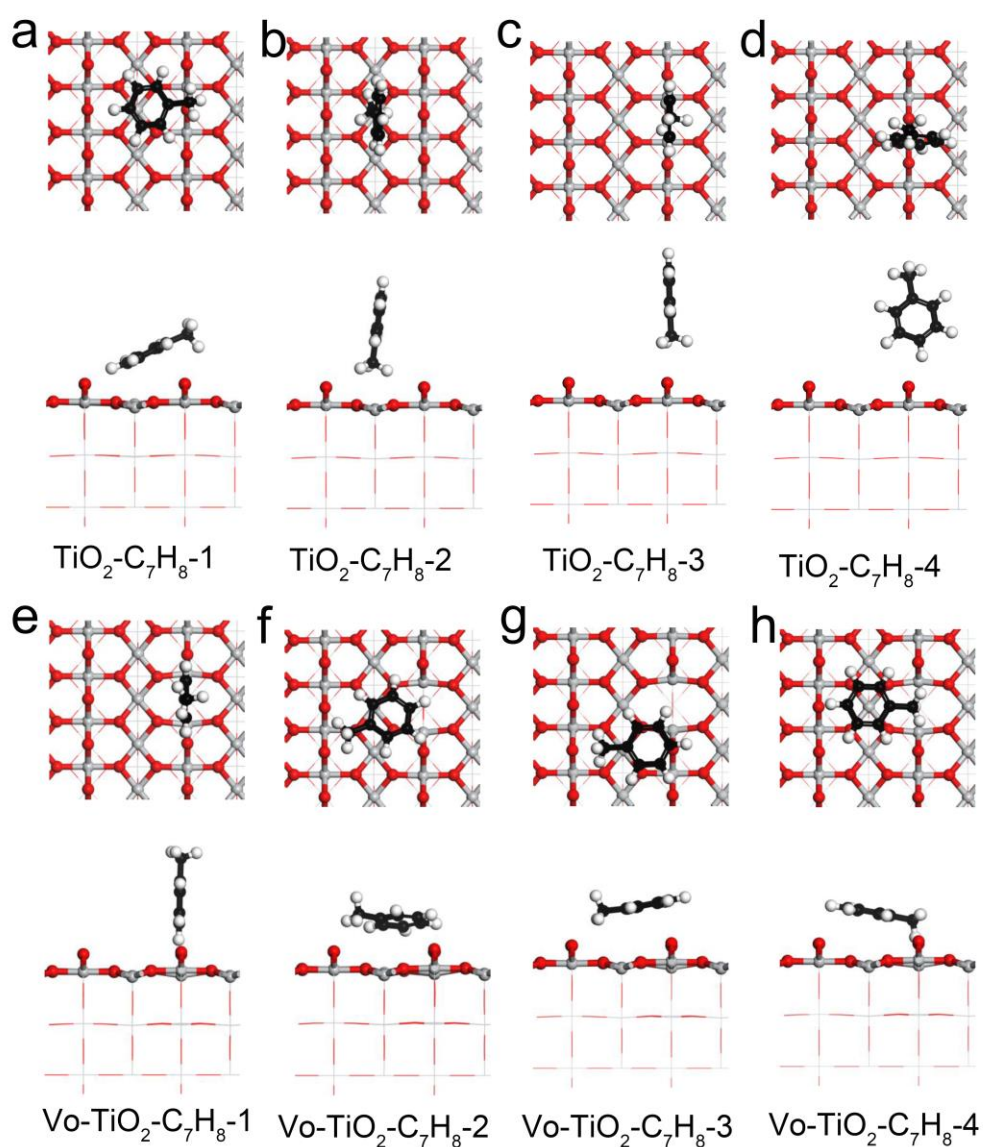 a b c d
TiO₂-C₇H₈-1 TiO₂-C₇H₈-2 TiO₂-C₇H₈-3 TiO₂-C₇H₈-4
e f g h
Vo-TiO₂-C₇H₈-1 Vo-TiO₂-C₇H₈-2 Vo-TiO₂-C₇H₈-3 Vo-TiO₂-C₇H₈-4